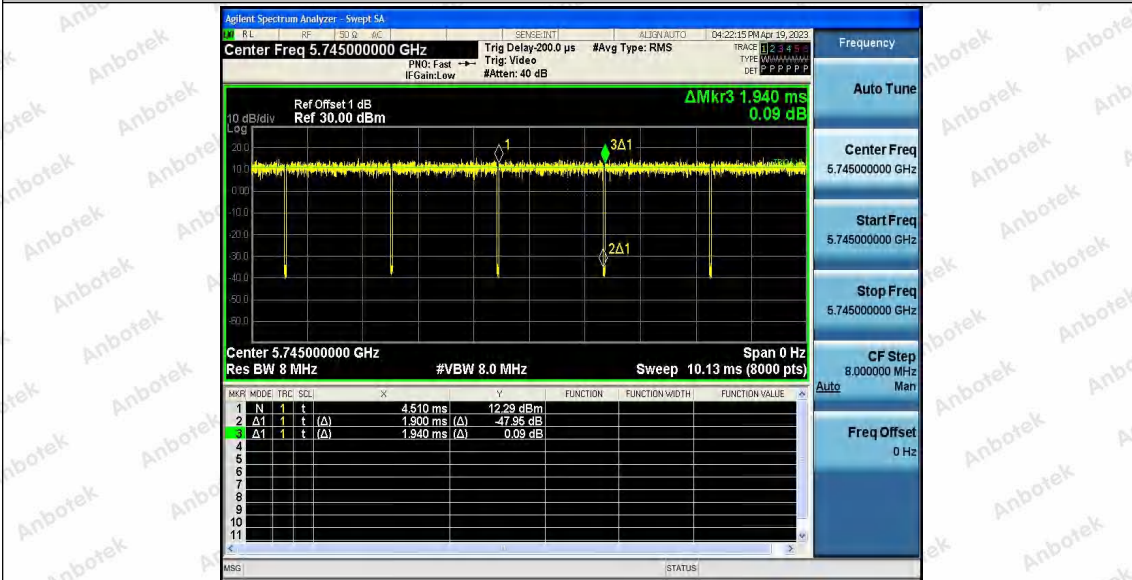 Agilent Spectrum Analyzer - Swept SA
RL RF 50 Ω AC SENSE:INT ALIGNAUTO 04:22:15 PM Apr 19, 2023
Center Freq 5.745000000 GHz
PNO: Fast
IFGain:Low
Trig Delay-200.0 µs
Trig: Video
#Atten: 40 dB
#Avg Type: RMS
TRACE 1 2 3 4 5 6
TYPE
DET P P P P P P
ΔMkr3 1.940 ms
0.09 dB
Ref Offset 1 dB
10 dB/div Ref 30.00 dBm
Log
20.0
10.0
0.00
-10.0
-20.0
-30.0
-40.0
-50.0
-60.0
1
3Δ1
2Δ1
Center 5.745000000 GHz Span 0 Hz
Res BW 8 MHz #VBW 8.0 MHz Sweep 10.13 ms (8000 pts)
MKR MODE TRC SCL X Y FUNCTION FUNCTION WIDTH FUNCTION VALUE
1 N 1 t 4.510 ms 12.29 dBm
2 Δ1 1 t (Δ) 1.900 ms (Δ) -47.95 dB
3 Δ1 1 t (Δ) 1.940 ms (Δ) 0.09 dB
4
5
6
7
8
9
10
11
MSG STATUS
Frequency
Auto Tune
Center Freq
5.745000000 GHz
Start Freq
5.745000000 GHz
Stop Freq
5.745000000 GHz
CF Step
8.000000 MHz
Auto Man
Freq Offset
0 Hz
Anbotek